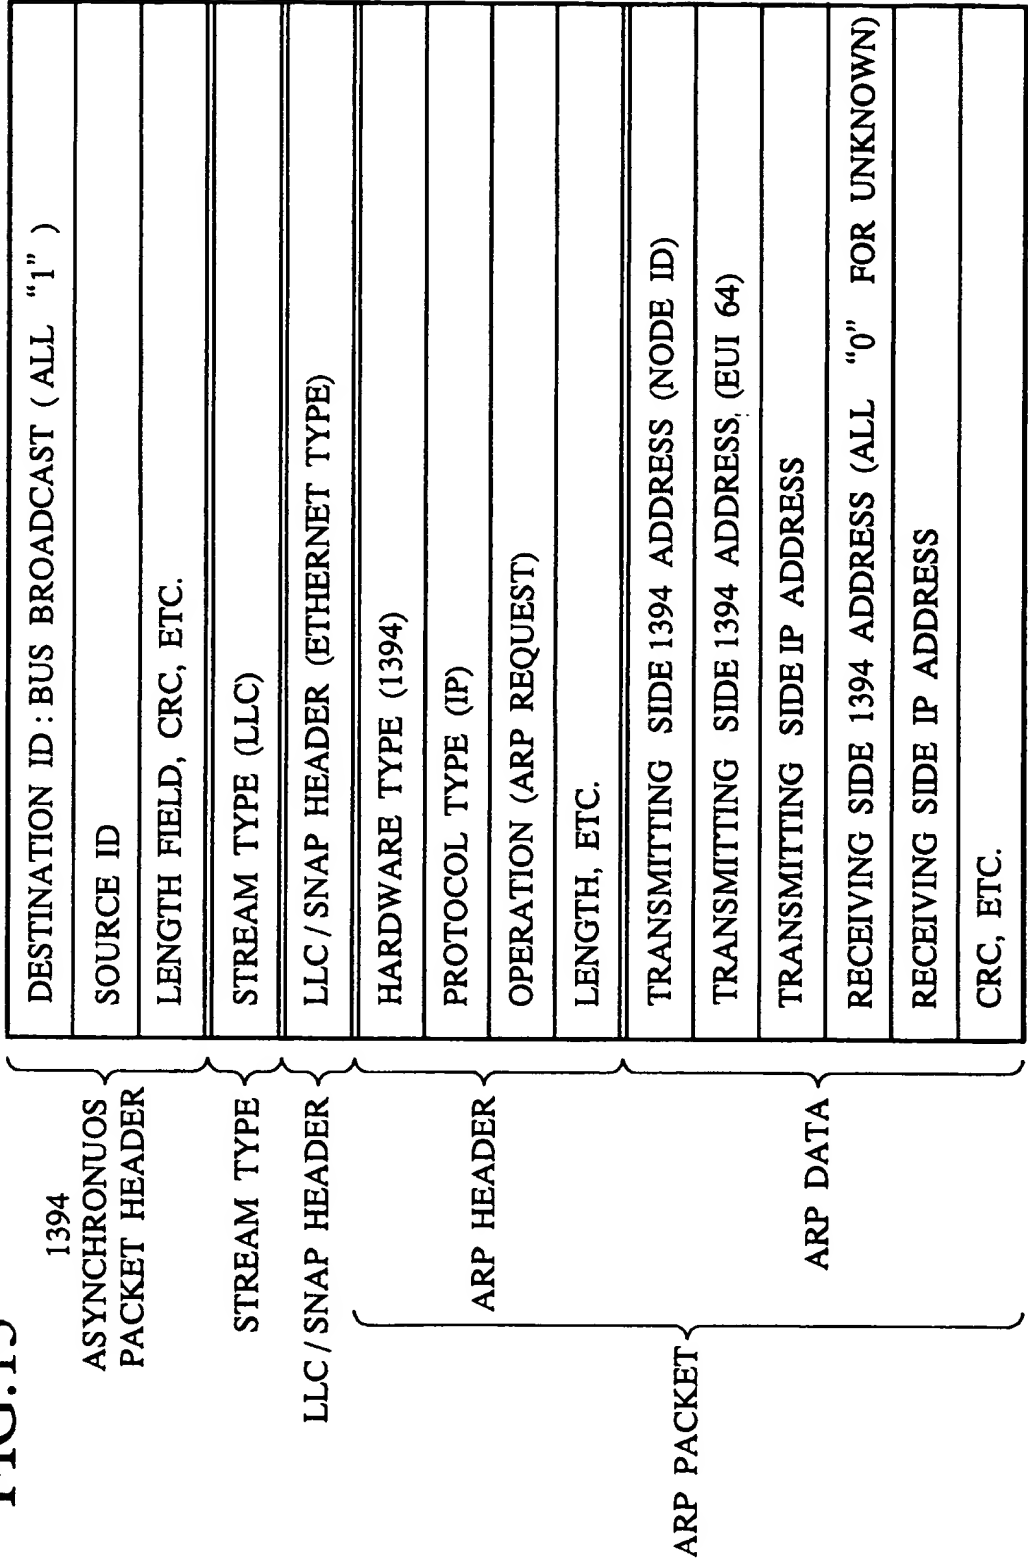 FIG.15
1394
ASYNCHRONUOS
PACKET HEADER
DESTINATION ID : BUS BROADCAST ( ALL "1" )
SOURCE ID
LENGTH FIELD, CRC, ETC.
STREAM TYPE
STREAM TYPE (LLC)
LLC / SNAP HEADER
LLC / SNAP HEADER (ETHERNET TYPE)
ARP PACKET
ARP HEADER
HARDWARE TYPE (1394)
PROTOCOL TYPE (IP)
OPERATION (ARP REQUEST)
LENGTH, ETC.
ARP DATA
TRANSMITTING SIDE 1394 ADDRESS (NODE ID)
TRANSMITTING SIDE 1394 ADDRESS (EUI 64)
TRANSMITTING SIDE IP ADDRESS
RECEIVING SIDE 1394 ADDRESS (ALL "0" FOR UNKNOWN)
RECEIVING SIDE IP ADDRESS
CRC, ETC.